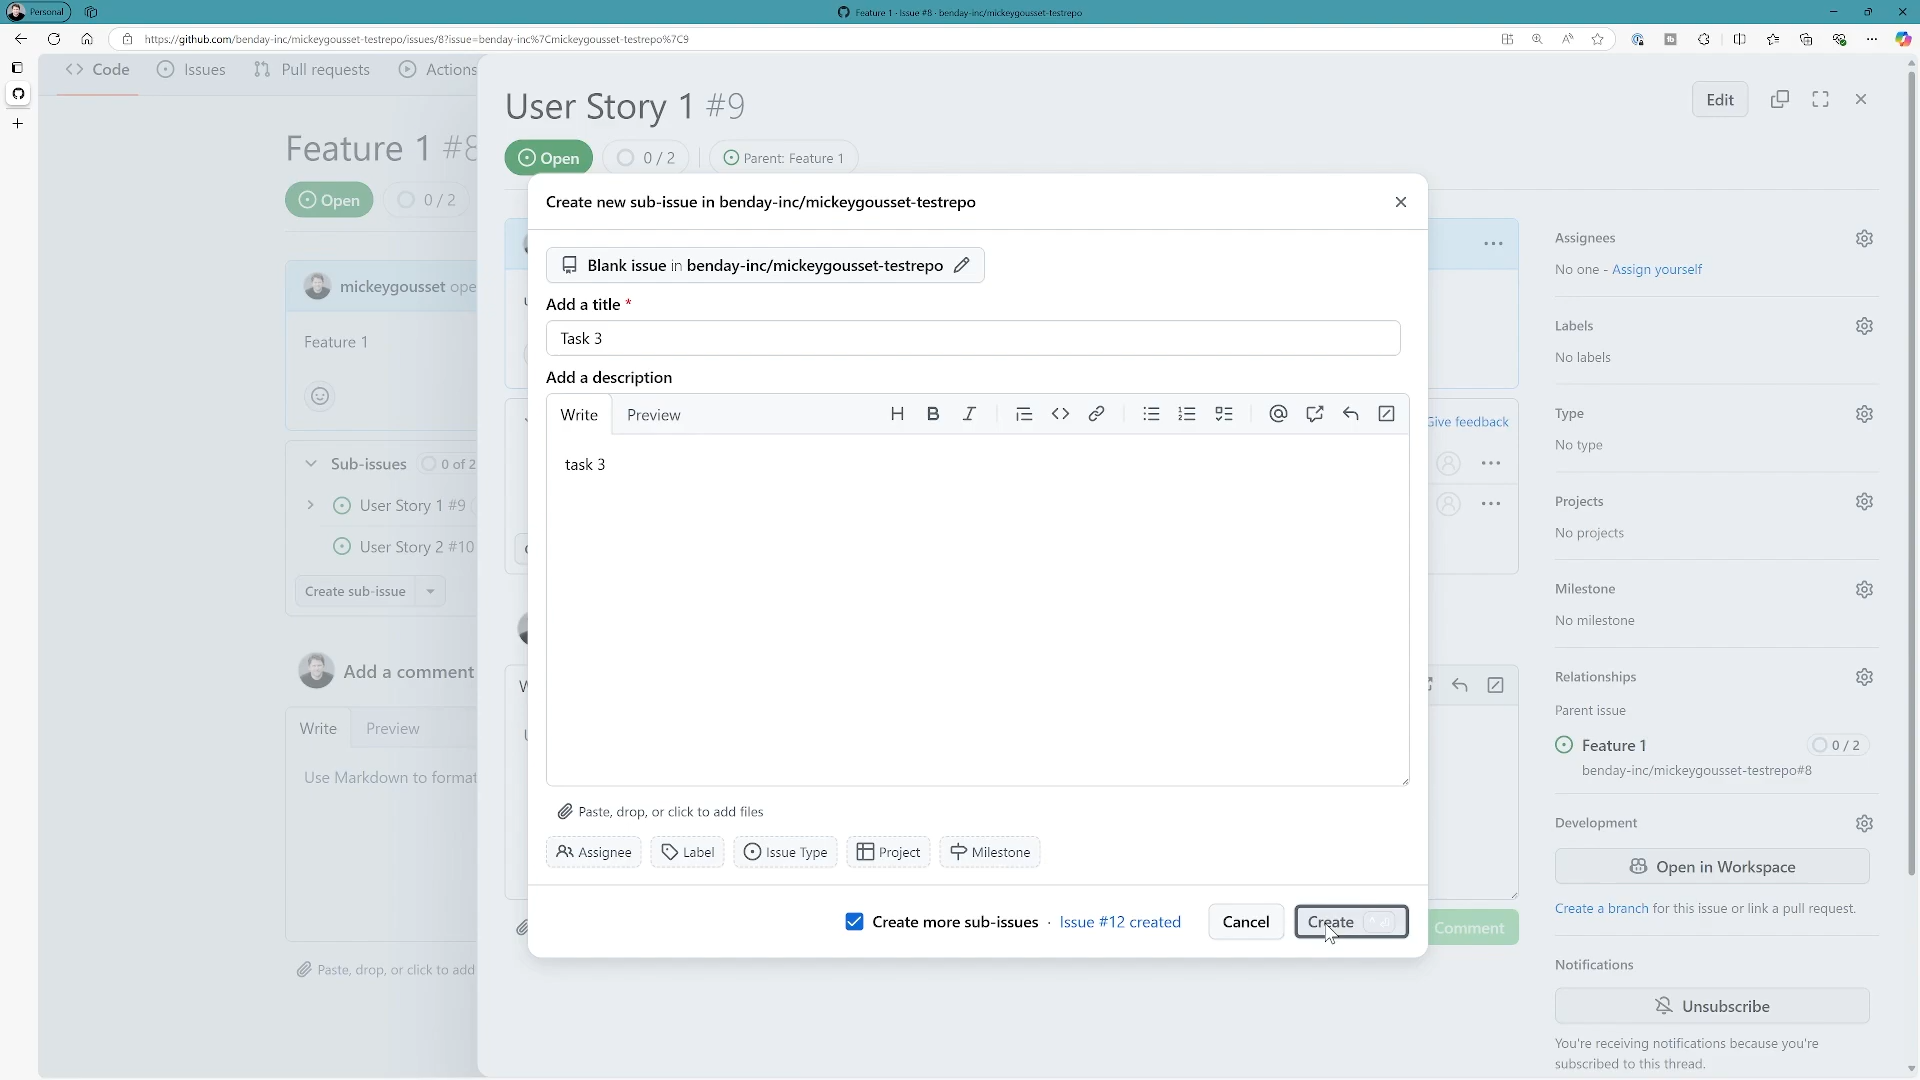 Personal
Feature 1 · Issue #8 · benday-inc/mickeygousset-testrepo
https://github.com/benday-inc/mickeygousset-testrepo/issues/8?issue=benday-inc%7Cmickeygousset-testrepo%7C9
Code
Issues
Pull requests
Actions
Feature 1 #8
Open
0 / 2
mickeygousset ope
Feature 1
Sub-issues
0 of 2
User Story 1 #9
User Story 2 #10
Create sub-issue
Add a comment
Write
Preview
Use Markdown to format
Paste, drop, or click to add
User Story 1 #9
Edit
Open
0 / 2
Parent: Feature 1
Create new sub-issue in benday-inc/mickeygousset-testrepo
Blank issue in benday-inc/mickeygousset-testrepo
Add a title *
Task 3
Add a description
Write
Preview
task 3
Paste, drop, or click to add files
Assignee
Label
Issue Type
Project
Milestone
Create more sub-issues · Issue #12 created
Cancel
Create
Give feedback
Comment
Assignees
No one - Assign yourself
Labels
No labels
Type
No type
Projects
No projects
Milestone
No milestone
Relationships
Parent issue
Feature 1
0 / 2
benday-inc/mickeygousset-testrepo#8
Development
Open in Workspace
Create a branch for this issue or link a pull request.
Notifications
Unsubscribe
You're receiving notifications because you're
subscribed to this thread.